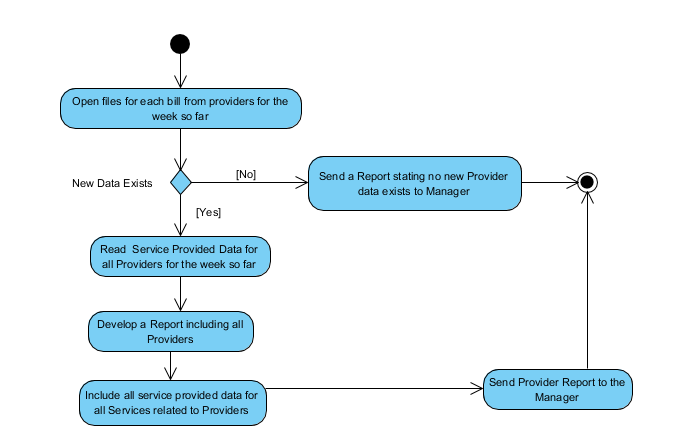 Open files for each bill from providers for the
week so far
New Data Exists
[No]
Send a Report stating no new Provider
data exists to Manager
[Yes]
Read Service Provided Data for
all Providers for the week so far
Develop a Report including all
Providers
Include all service provided data for
all Services related to Providers
Send Provider Report to the
Manager